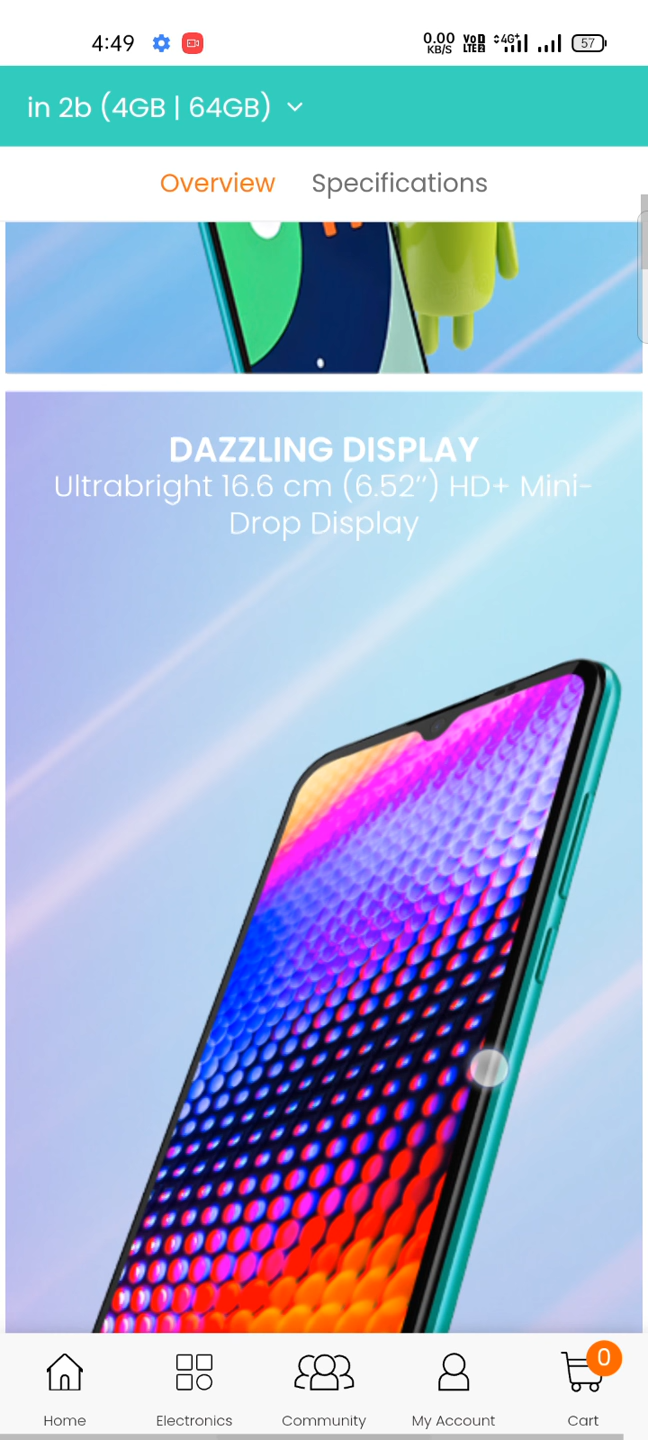 4:49
0.00
KB/S
VoD
LTE2
4G+
57
in 2b (4GB | 64GB)
Overview
Specifications
DAZZLING DISPLAY
Ultrabright 16.6 cm (6.52’’) HD+ Mini-
Drop Display
0
Home
Electronics
Community
My Account
Cart